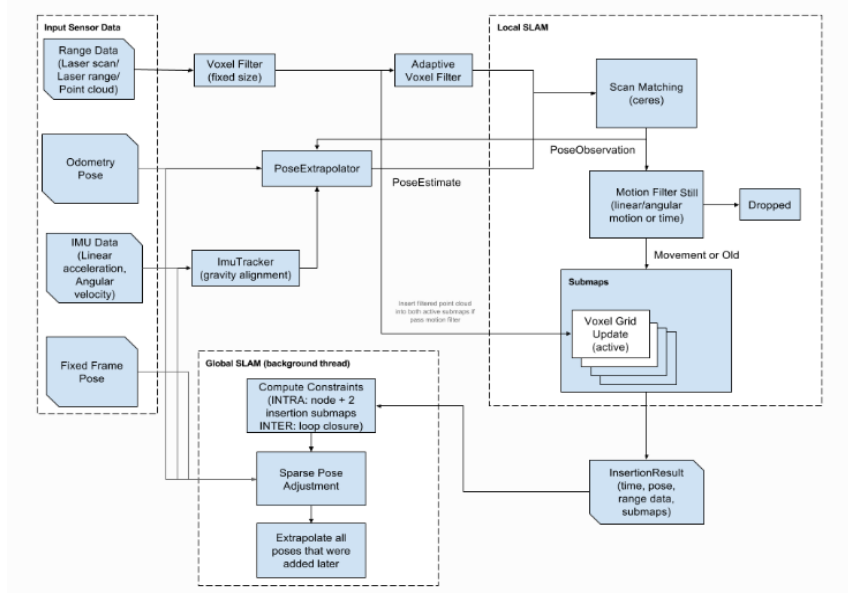 Input Sensor Data
Range Data
(Laser scan/
Laser range/
Point cloud)
Voxel Filter
(fixed size)
Adaptive
Voxel Filter
Local SLAM
Scan Matching
(ceres)
PoseObservation
Odometry
Pose
PoseExtrapolator
PoseEstimate
Motion Filter Still
(linear/angular
motion or time)
Dropped
IMU Data
(Linear
acceleration,
Angular
velocity)
ImuTracker
(gravity alignment)
Movement or Old
Submaps
Insert filtered point cloud
into both active submaps if
pass motion filter
Voxel Grid
Update
(active)
Fixed Frame
Pose
Global SLAM (background thread)
Compute Constraints
(INTRA: node + 2
insertion submaps
INTER: loop closure)
Sparse Pose
Adjustment
Extrapolate all
poses that were
added later
InsertionResult
(time, pose,
range data,
submaps)